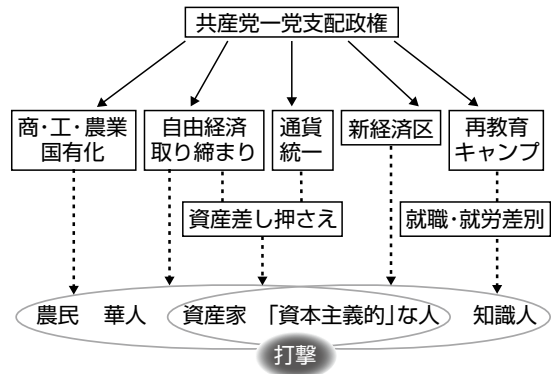 共産党一党支配政権
商・工・農業
国有化
自由経済
取り締まり
通貨
統一
新経済区
再教育
キャンプ
資産差し押さえ
就職・就労差別
農民 華人 資産家 「資本主義的」な人 知識人
打撃